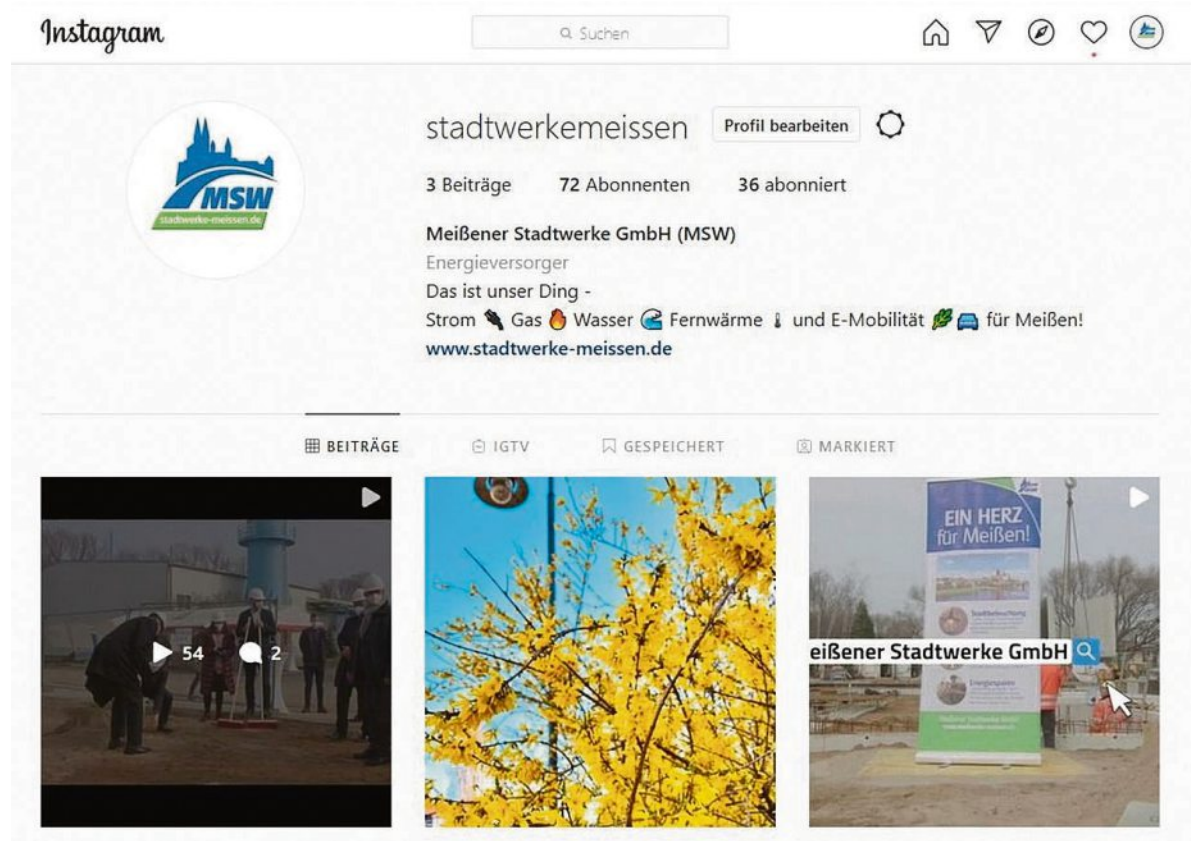 Instagram
Suchen
stadtwerkemeissen Profil bearbeiten
3 Beiträge 72 Abonnenten 36 abonniert
MSW
stadtwerke-meissen.de
Meißener Stadtwerke GmbH (MSW)
Energieversorger
Das ist unser Ding -
Strom Gas Wasser Fernwärme und E-Mobilität für Meißen!
www.stadtwerke-meissen.de
BEITRÄGE IGTV GESPEICHERT MARKIERT
54 2
EIN HERZ
für Meißen!
Stadtbeleuchtung
eißener Stadtwerke GmbH
Energiesparen